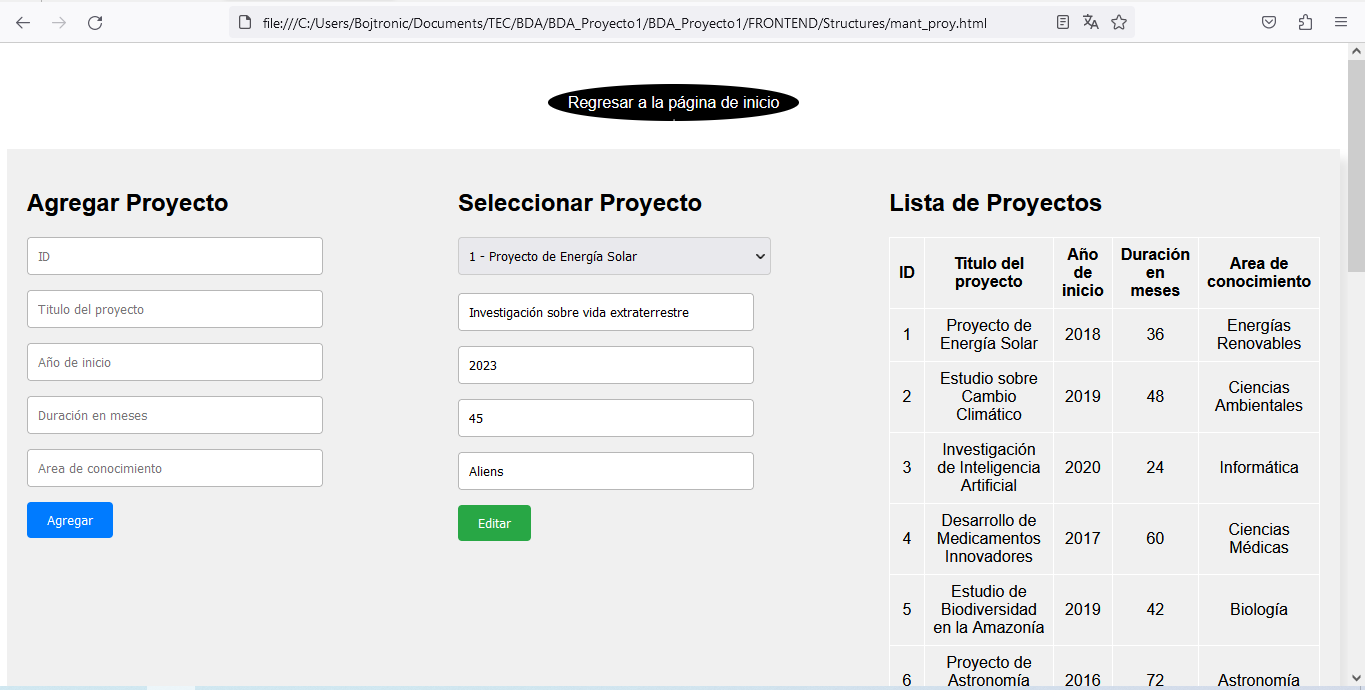 file:///C:/Users/Bojtronic/Documents/TEC/BDA/BDA_Proyecto1/BDA_Proyecto1/FRONTEND/Structures/mant_proy.html
Regresar a la página de inicio
Agregar Proyecto
ID
Titulo del proyecto
Año de inicio
Duración en meses
Area de conocimiento
Agregar
Seleccionar Proyecto
1 - Proyecto de Energía Solar
Investigación sobre vida extraterrestre
2023
45
Aliens
Editar
Lista de Proyectos
ID Titulo del proyecto Año de inicio Duración en meses Area de conocimiento
1 Proyecto de Energía Solar 2018 36 Energías Renovables
2 Estudio sobre Cambio Climático 2019 48 Ciencias Ambientales
3 Investigación de Inteligencia Artificial 2020 24 Informática
4 Desarrollo de Medicamentos Innovadores 2017 60 Ciencias Médicas
5 Estudio de Biodiversidad en la Amazonía 2019 42 Biología
6 Proyecto de Astronomía 2016 72 Astronomía